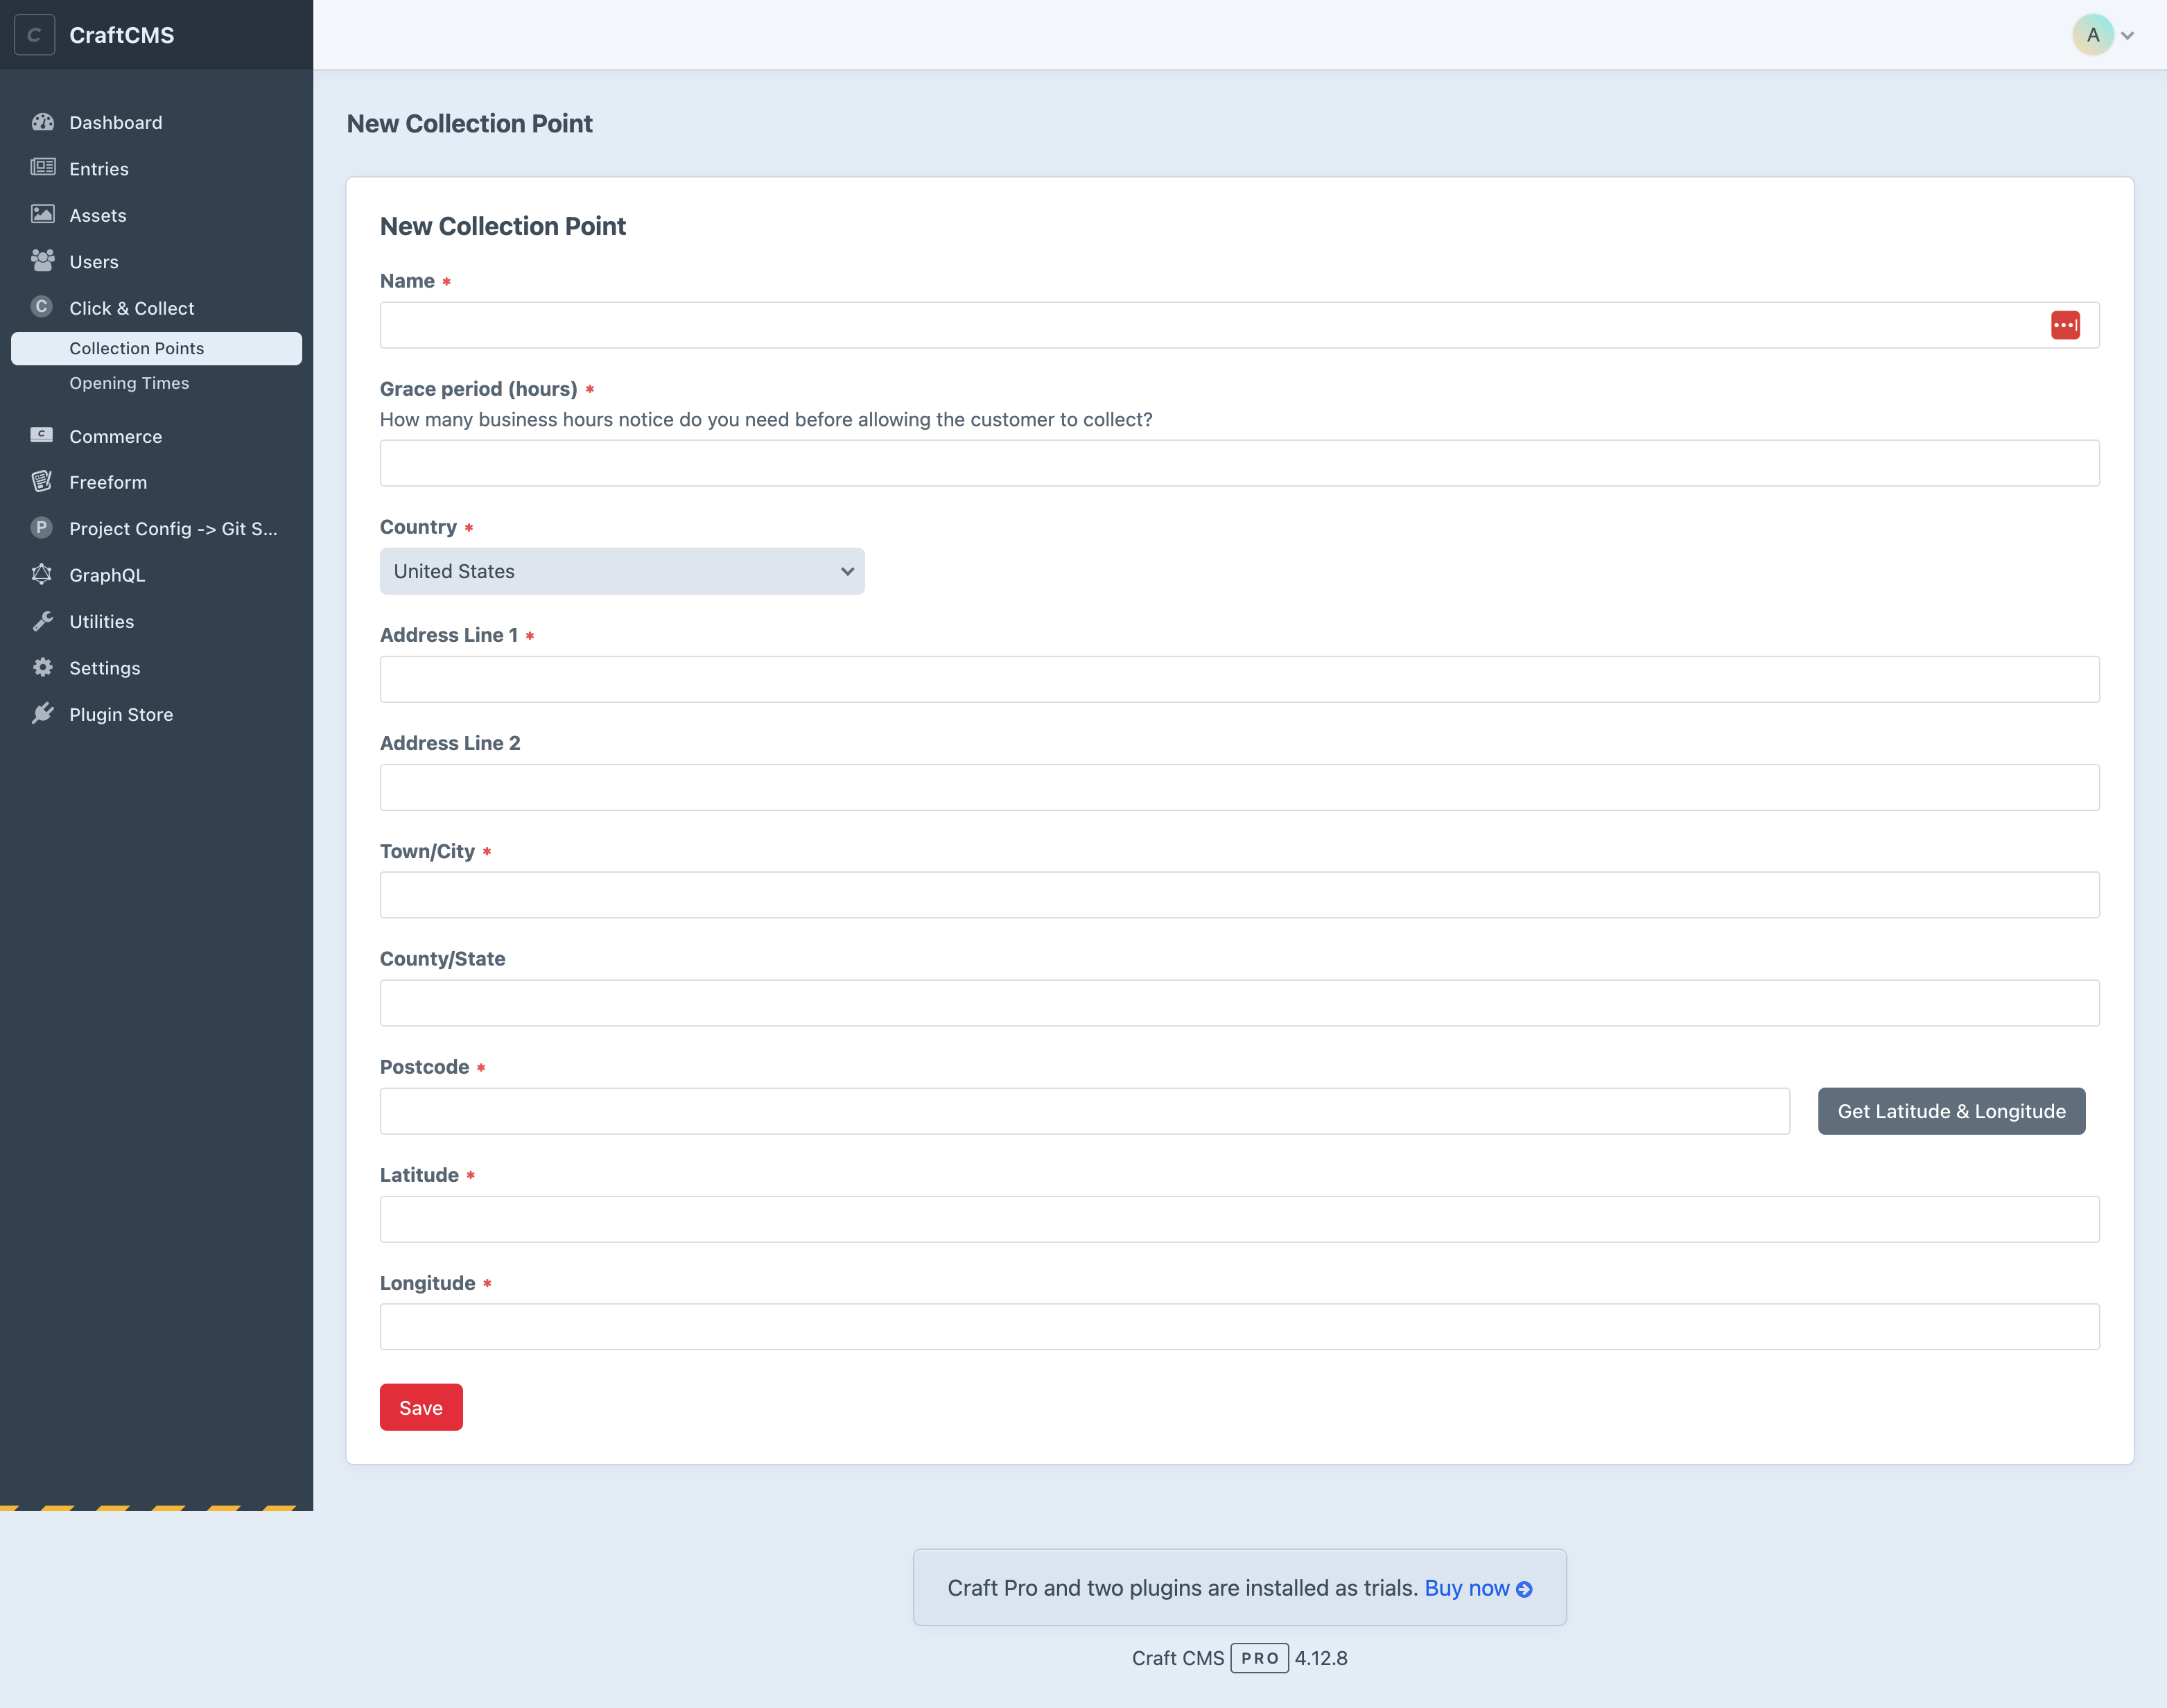 C
CraftCMS
A
Dashboard
Entries
Assets
Users
C
Click & Collect
Collection Points
Opening Times
C
Commerce
Freeform
P
Project Config -> Git S...
GraphQL
Utilities
Settings
Plugin Store
New Collection Point
New Collection Point
Name *
Grace period (hours) *
How many business hours notice do you need before allowing the customer to collect?
Country *
United States
Address Line 1 *
Address Line 2
Town/City *
County/State
Postcode *
Get Latitude & Longitude
Latitude *
Longitude *
Save
Craft Pro and two plugins are installed as trials. Buy now
Craft CMS PRO 4.12.8